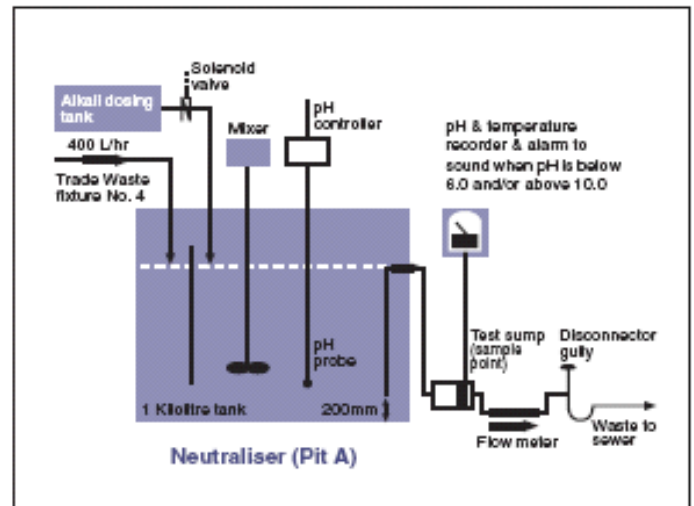 Solenoid
valve
Alkali dosing
tank
Mixer
pH
controller
400 L/hr
Trade Waste
fixture No. 4
pH & temperature
recorder & alarm to
sound when pH is below
6.0 and/or above 10.0
pH
probe
1 Kilolitre tank
200mm
Test sump
(sample
point)
Disconnector
gully
Flow meter
Waste to
sewer
Neutraliser (Pit A)